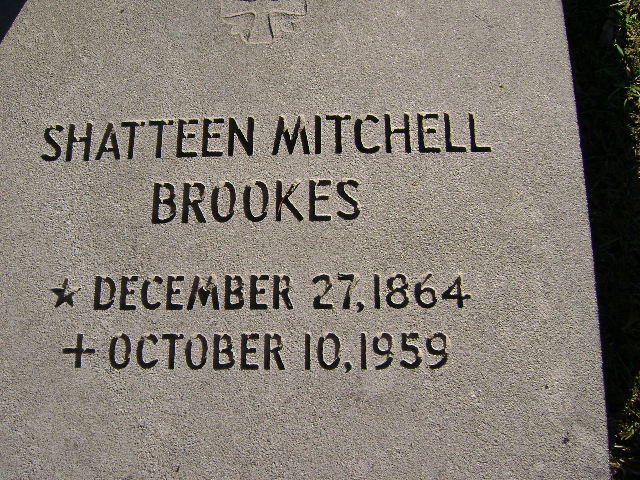 SHATTEEN MITCHELL
BROOKES
★ DECEMBER 27, 1864
+ OCTOBER 10, 1959